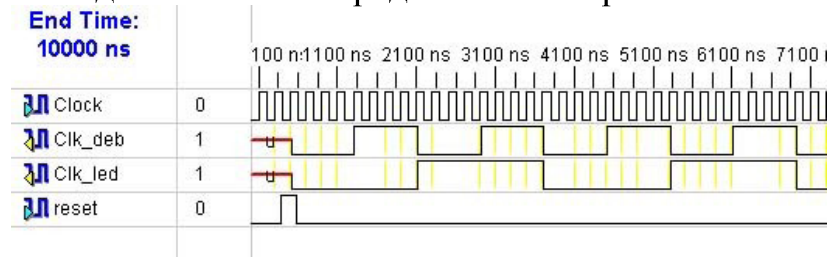 End Time:
10000 ns
100 n:1100 ns 2100 ns 3100 ns 4100 ns 5100 ns 6100 ns 7100
Clock 0
Clk_deb 1 U
Clk_led 1 U
reset 0